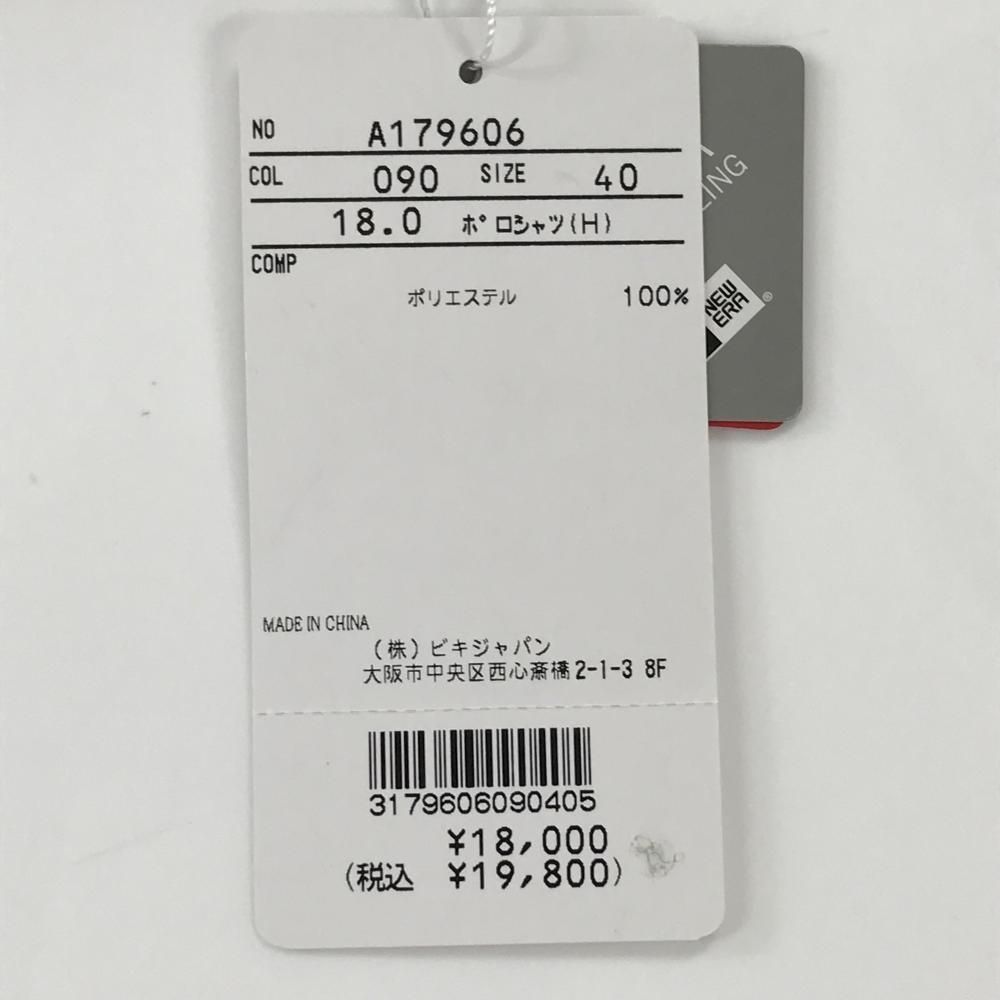 NO A179606
COL 090 SIZE 40
18.0 ポロシャツ(H)
COMP
ポリエステル 100%
MADE IN CHINA
(株)ビキジャパン
大阪市中央区西心斎橋2-1-3 8F
3179606090405
¥18,000
(税込 ¥19,800)
NEW ERA®